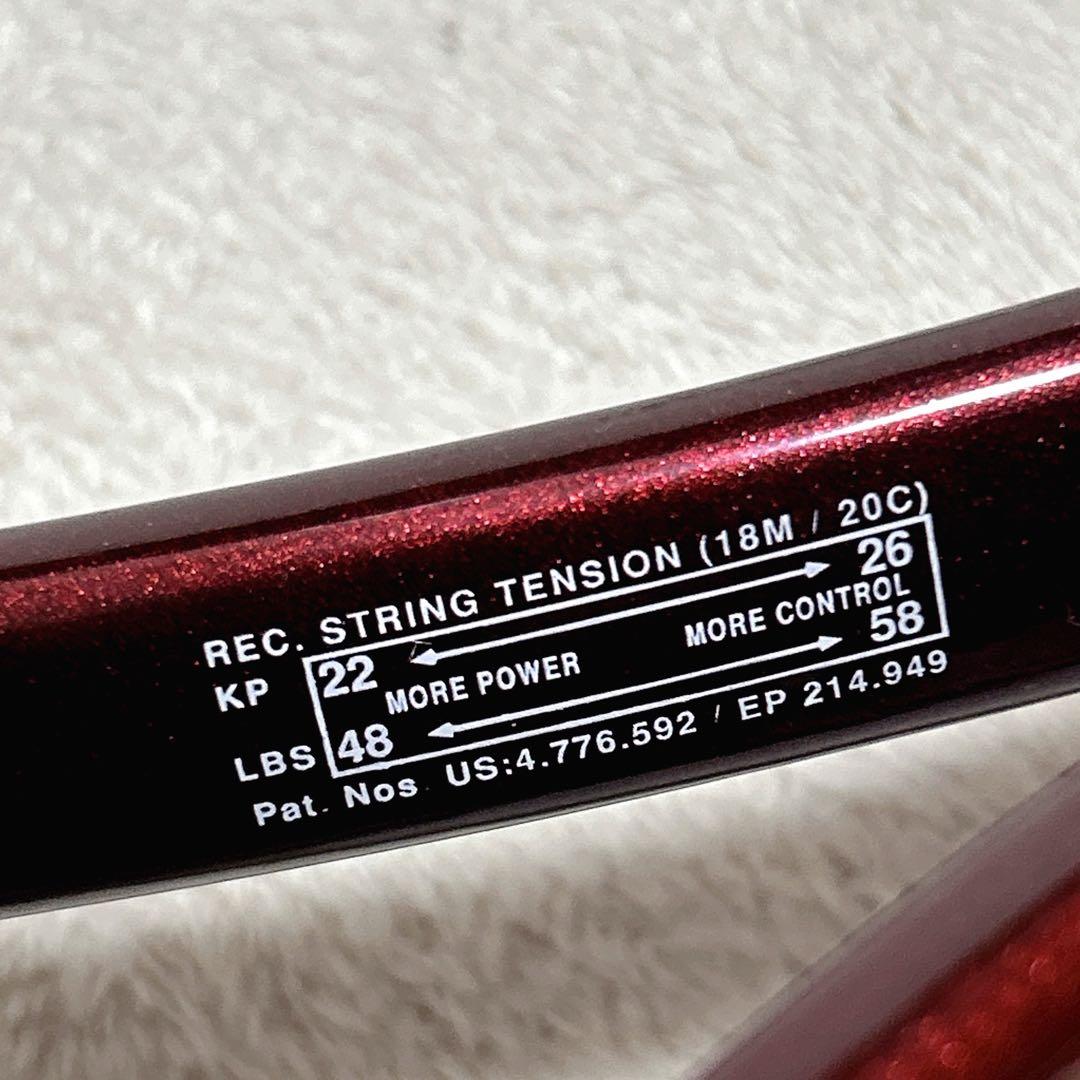 REC. STRING TENSION (18M / 20C)
KP 22 26
MORE POWER MORE CONTROL
LBS 48 58
Pat. Nos US:4.776.592 / EP 214.949